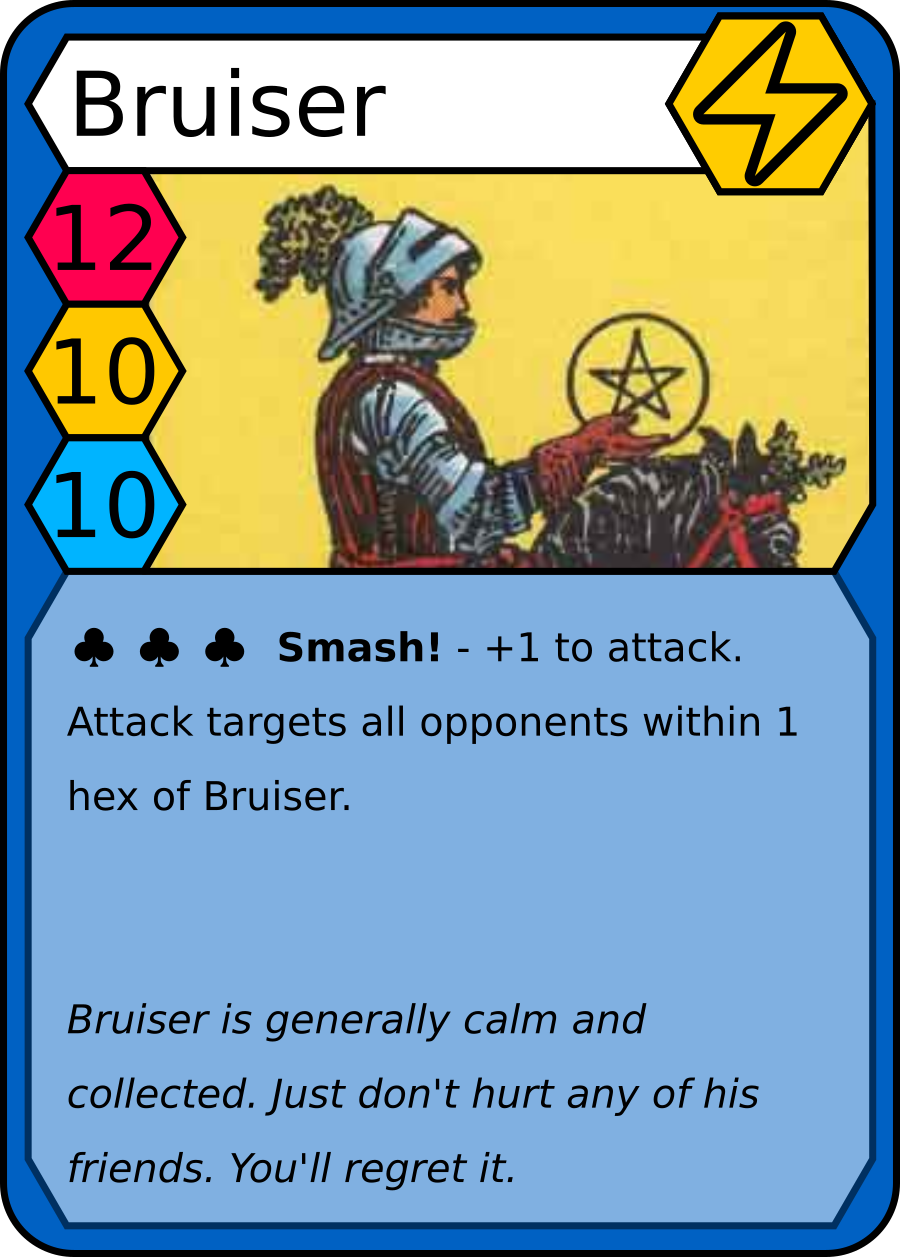 Bruiser
12
10
10
♣ ♣ ♣ Smash! - +1 to attack.
Attack targets all opponents within 1
hex of Bruiser.
Bruiser is generally calm and
collected. Just don't hurt any of his
friends. You'll regret it.